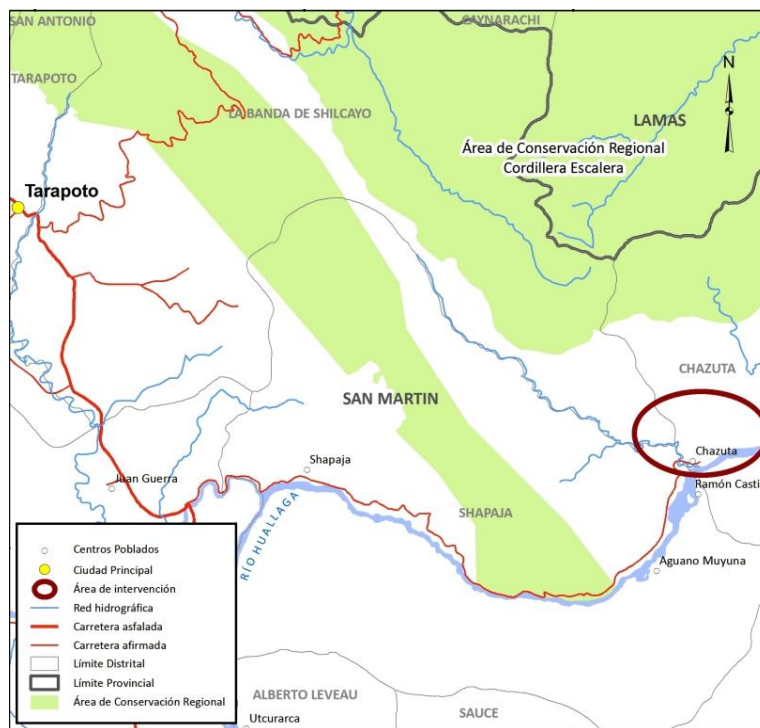 SAN ANTONIO
CAYNARACHI
TARAPOTO
LA BANDA DE SHILCAYO
LAMAS
N
Área de Conservación Regional
Cordillera Escalera
Tarapoto
CHAZUTA
SAN MARTIN
Chazuta
Shapaja
Juan Guerra
Ramón Casti
SHAPAJA
RÍO HUALLAGA
Aguano Muyuna
Centros Poblados
Ciudad Principal
Área de intervención
Red hidrográfica
Carretera asfalada
Carretera afirmada
Límite Distrital
Límite Provincial
Área de Conservación Regional
ALBERTO LEVEAU
SAUCE
Utcurarca